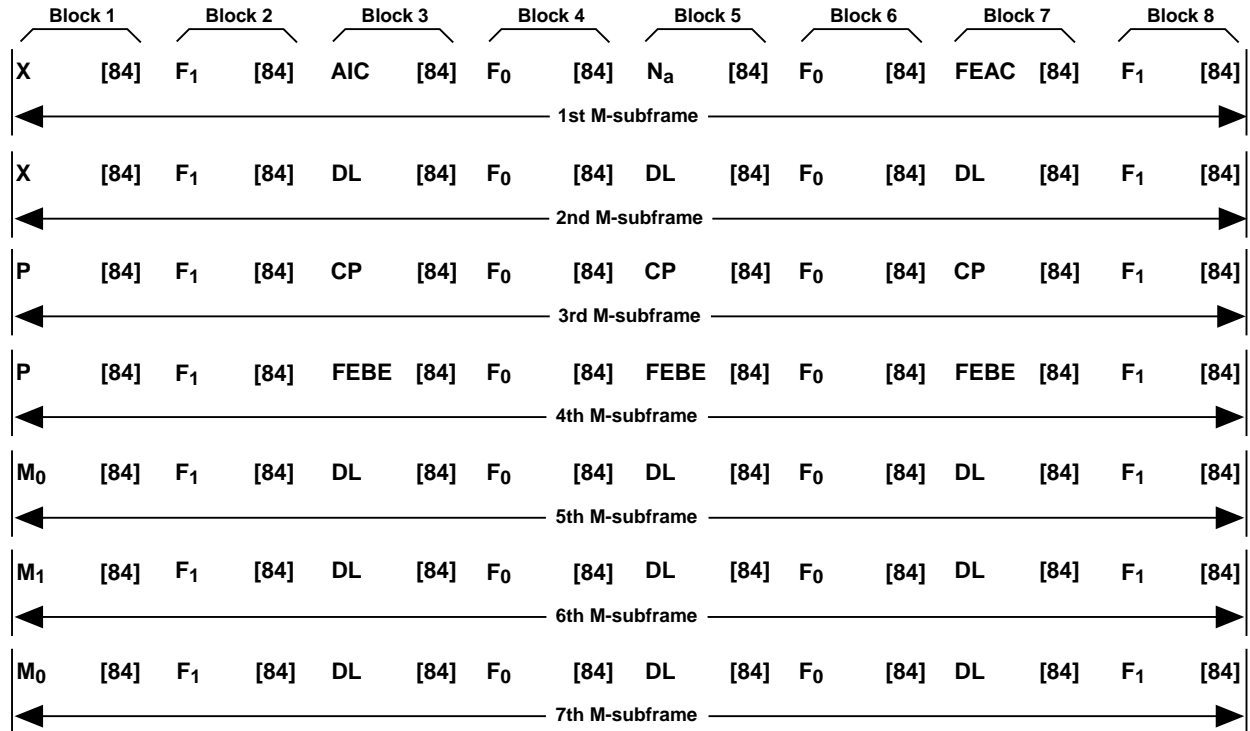 Block 1 Block 2 Block 3 Block 4 Block 5 Block 6 Block 7 Block 8
X [84] F1 [84] AIC [84] F0 [84] Na [84] F0 [84] FEAC [84] F1 [84]
1st M-subframe
X [84] F1 [84] DL [84] F0 [84] DL [84] F0 [84] DL [84] F1 [84]
2nd M-subframe
P [84] F1 [84] CP [84] F0 [84] CP [84] F0 [84] CP [84] F1 [84]
3rd M-subframe
P [84] F1 [84] FEBE [84] F0 [84] FEBE [84] F0 [84] FEBE [84] F1 [84]
4th M-subframe
M0 [84] F1 [84] DL [84] F0 [84] DL [84] F0 [84] DL [84] F1 [84]
5th M-subframe
M1 [84] F1 [84] DL [84] F0 [84] DL [84] F0 [84] DL [84] F1 [84]
6th M-subframe
M0 [84] F1 [84] DL [84] F0 [84] DL [84] F0 [84] DL [84] F1 [84]
7th M-subframe